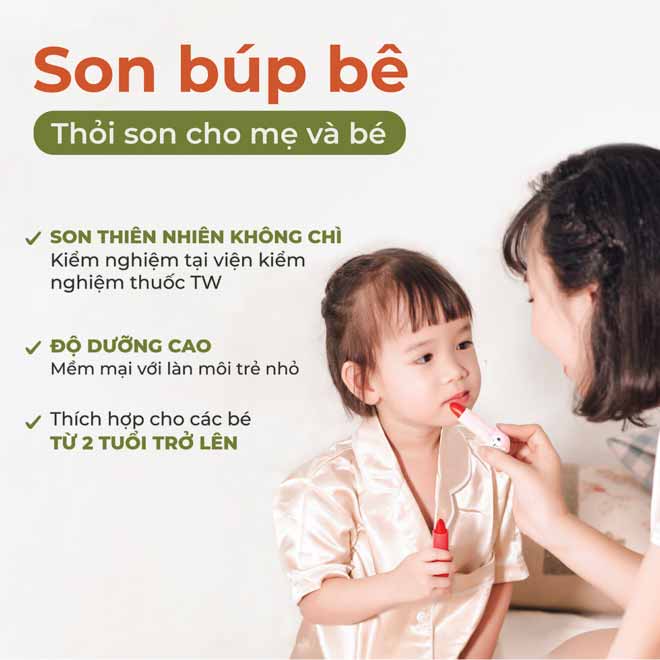 Son búp bê
Thỏi son cho mẹ và bé
SON THIÊN NHIÊN KHÔNG CHÌ
Kiểm nghiệm tại viện kiểm
nghiệm thuốc TW
ĐỘ DƯỠNG CAO
Mềm mại với làn môi trẻ nhỏ
Thích hợp cho các bé
TỪ 2 TUỔI TRỞ LÊN